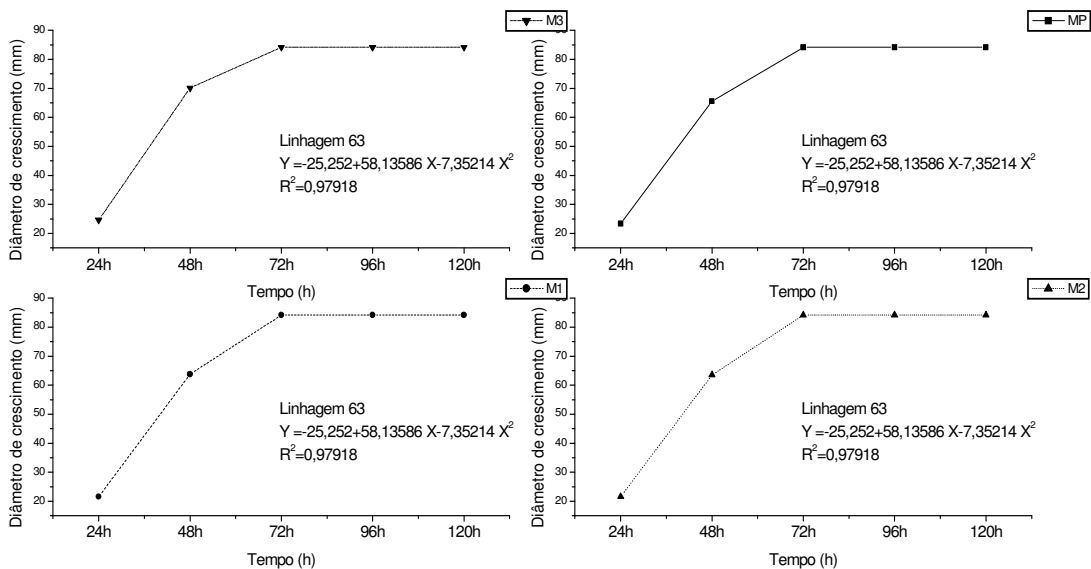 M3
Diâmetro de crescimento (mm)
90
80
70
60
50
40
30
20
Linhagem 63
Y =-25,252+58,13586 X-7,35214 X²
R²=0,97918
24h 48h 72h 96h 120h
Tempo (h)
MP
Diâmetro de crescimento (mm)
90
80
70
60
50
40
30
20
Linhagem 63
Y =-25,252+58,13586 X-7,35214 X²
R²=0,97918
24h 48h 72h 96h 120h
Tempo (h)
M1
Diâmetro de crescimento (mm)
90
80
70
60
50
40
30
20
Linhagem 63
Y =-25,252+58,13586 X-7,35214 X²
R²=0,97918
24h 48h 72h 96h 120h
Tempo (h)
M2
Diâmetro de crescimento (mm)
90
80
70
60
50
40
30
20
Linhagem 63
Y =-25,252+58,13586 X-7,35214 X²
R²=0,97918
24h 48h 72h 96h 120h
Tempo (h)